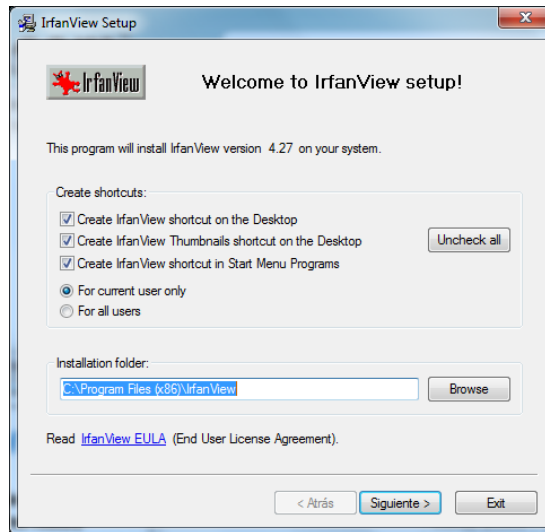 IrfanView Setup
IrfanView
Welcome to IrfanView setup!
This program will install IrfanView version 4.27 on your system.
Create shortcuts:
Create IrfanView shortcut on the Desktop
Create IrfanView Thumbnails shortcut on the Desktop
Uncheck all
Create IrfanView shortcut in Start Menu Programs
For current user only
For all users
Installation folder:
C:\Program Files (x86)\IrfanView
Browse
Read IrfanView EULA (End User License Agreement).
< Atrás Siguiente > Exit